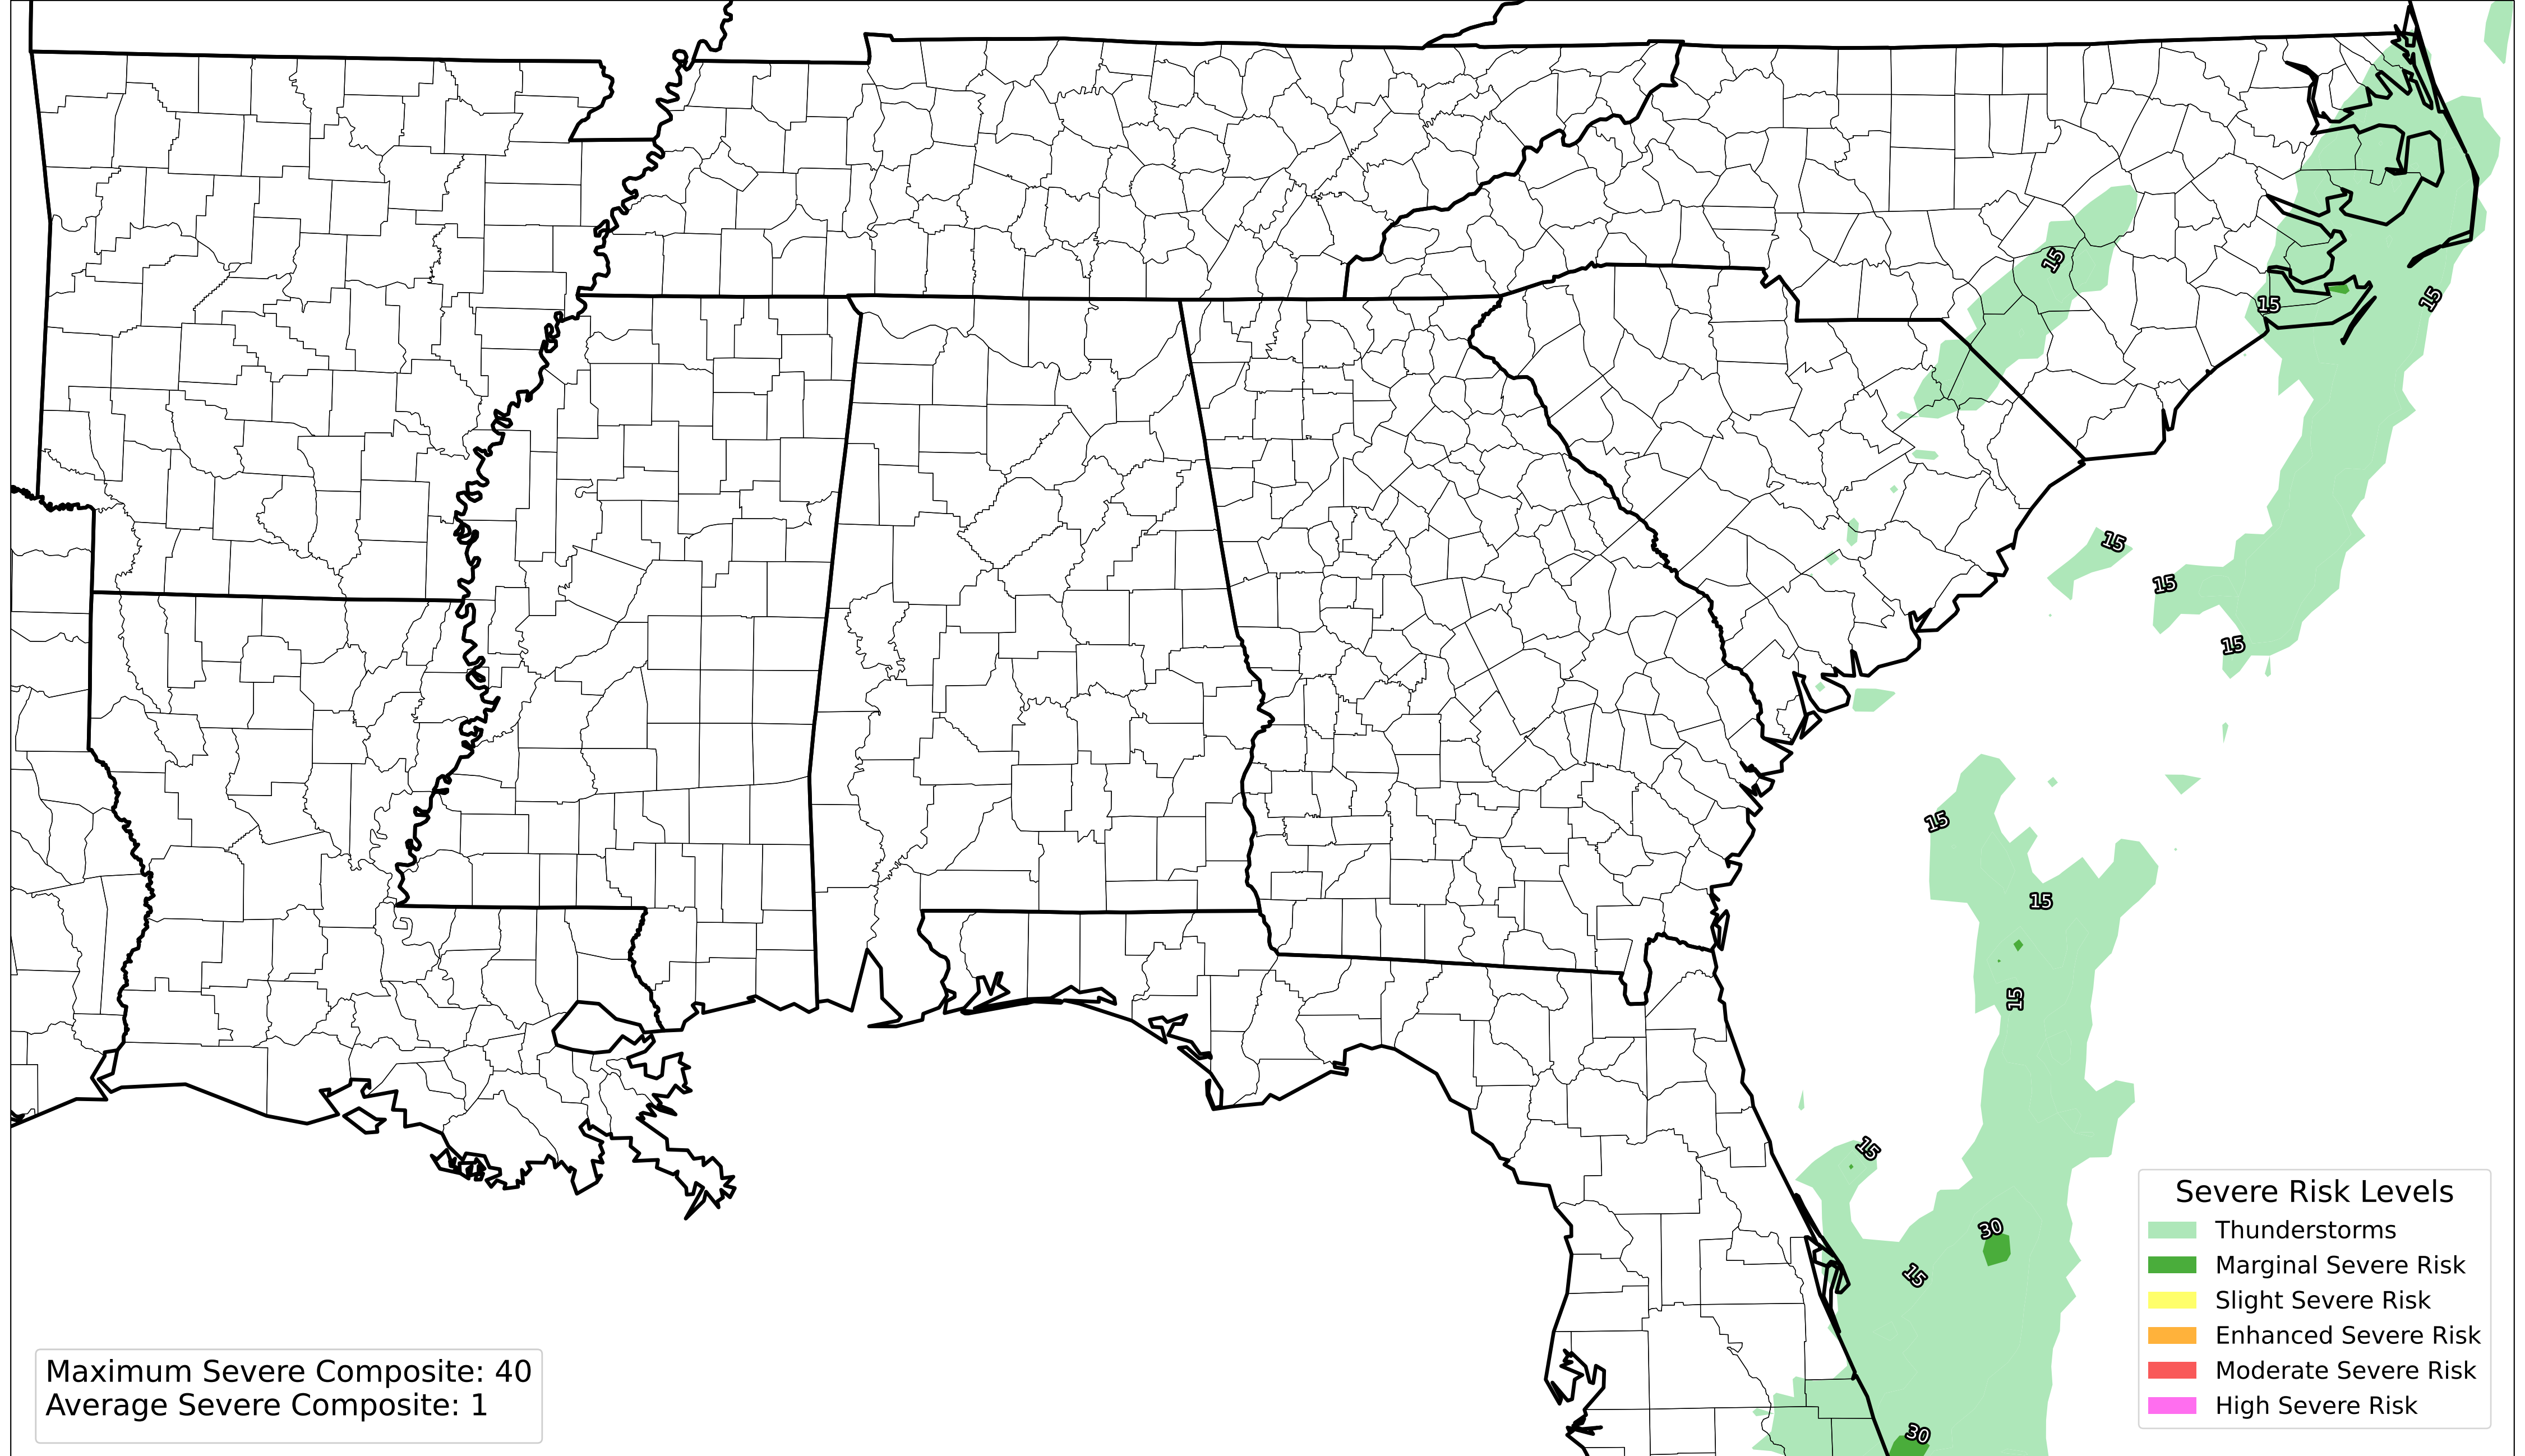 15
15
15
15
15
15
15
15
15
15
30
15
30
Severe Risk Levels
Thunderstorms
Marginal Severe Risk
Slight Severe Risk
Enhanced Severe Risk
Moderate Severe Risk
High Severe Risk
Maximum Severe Composite: 40
Average Severe Composite: 1